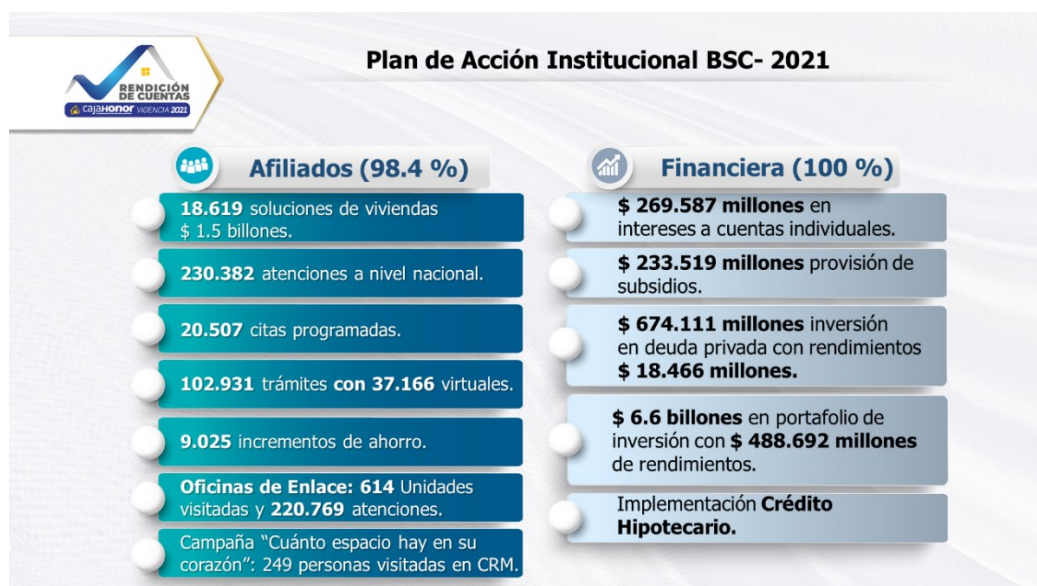 Plan de Acción Institucional BSC- 2021
RENDICIÓN
DE CUENTAS
CajaHonor VIGENCIA 2021
Afiliados (98.4 %)
18.619 soluciones de viviendas
$ 1.5 billones.
230.382 atenciones a nivel nacional.
20.507 citas programadas.
102.931 trámites con 37.166 virtuales.
9.025 incrementos de ahorro.
Oficinas de Enlace: 614 Unidades
visitadas y 220.769 atenciones.
Campaña “Cuánto espacio hay en su
corazón”: 249 personas visitadas en CRM.
Financiera (100 %)
$ 269.587 millones en
intereses a cuentas individuales.
$ 233.519 millones provisión de
subsidios.
$ 674.111 millones inversión
en deuda privada con rendimientos
$ 18.466 millones.
$ 6.6 billones en portafolio de
inversión con $ 488.692 millones
de rendimientos.
Implementación Crédito
Hipotecario.